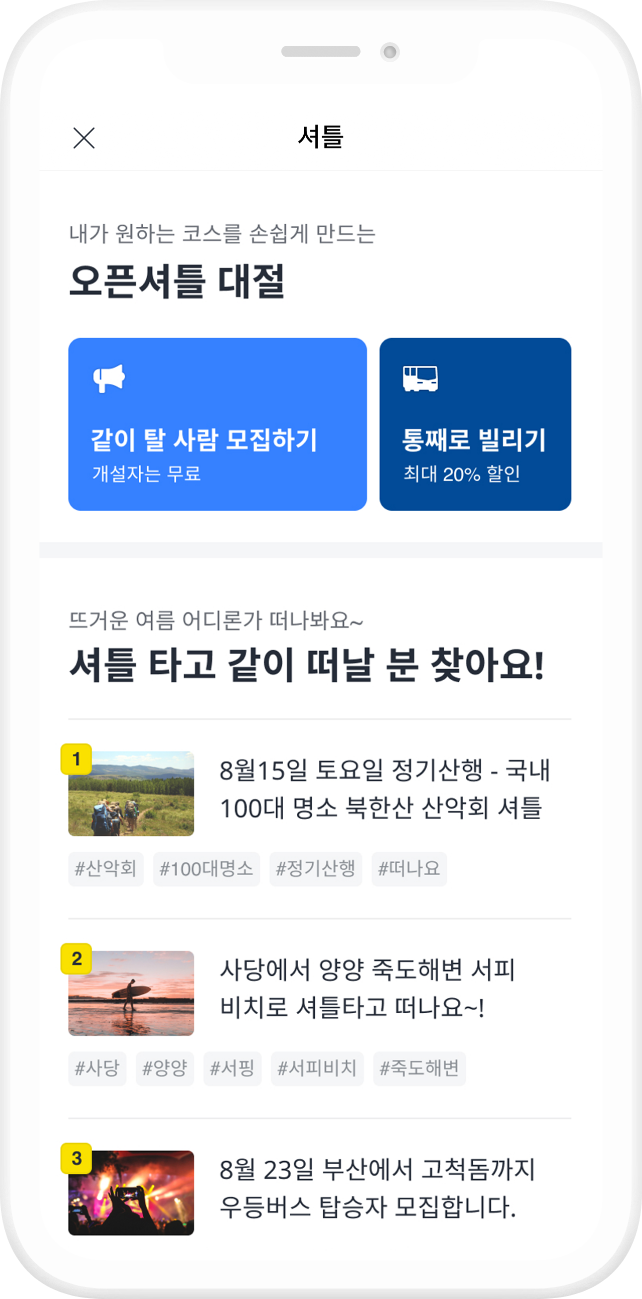 셔틀
내가 원하는 코스를 손쉽게 만드는
오픈셔틀 대절
같이 탈 사람 모집하기
개설자는 무료
통째로 빌리기
최대 20% 할인
뜨거운 여름 어디론가 떠나봐요~
셔틀 타고 같이 떠날 분 찾아요!
1
8월15일 토요일 정기산행 - 국내
100대 명소 북한산 산악회 셔틀
#산악회 #100대명소 #정기산행 #떠나요
2
사당에서 양양 죽도해변 서피
비치로 셔틀타고 떠나요~!
#사당 #양양 #서핑 #서피비치 #죽도해변
3
8월 23일 부산에서 고척돔까지
우등버스 탑승자 모집합니다.